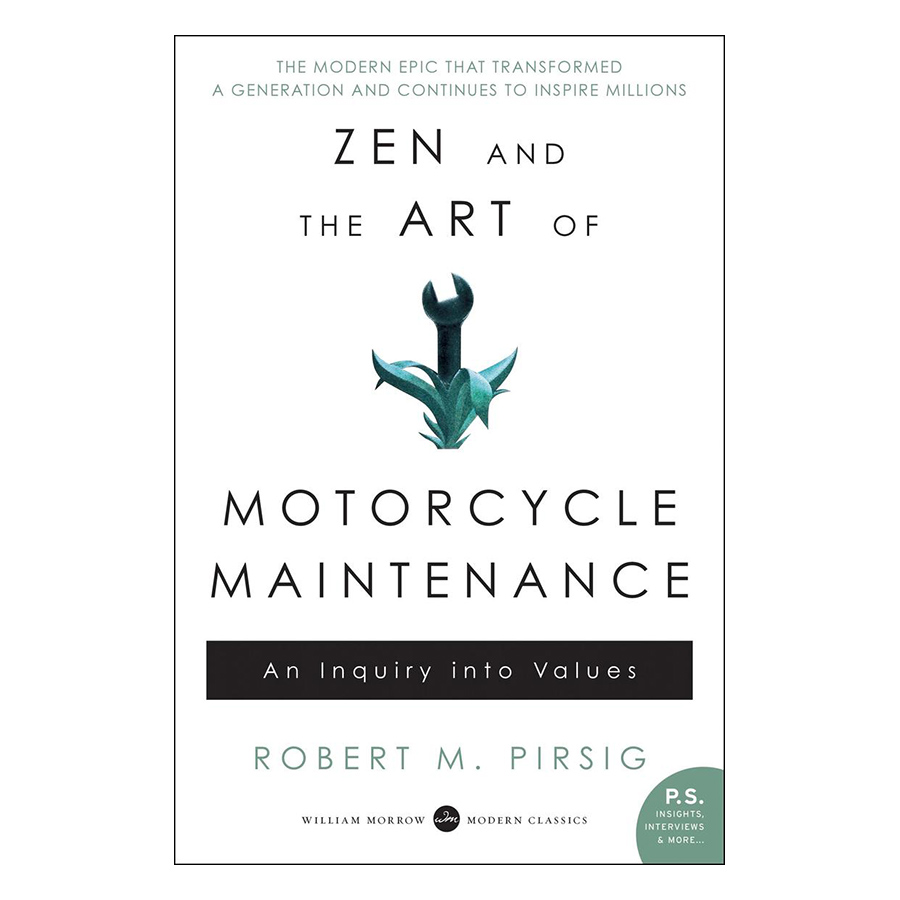 THE MODERN EPIC THAT TRANSFORMED
A GENERATION AND CONTINUES TO INSPIRE MILLIONS
ZEN AND
THE ART OF
MOTORCYCLE
MAINTENANCE
An Inquiry into Values
ROBERT M. PIRSIG
WILLIAM MORROW wm MODERN CLASSICS
P.S.
INSIGHTS,
INTERVIEWS
& MORE...